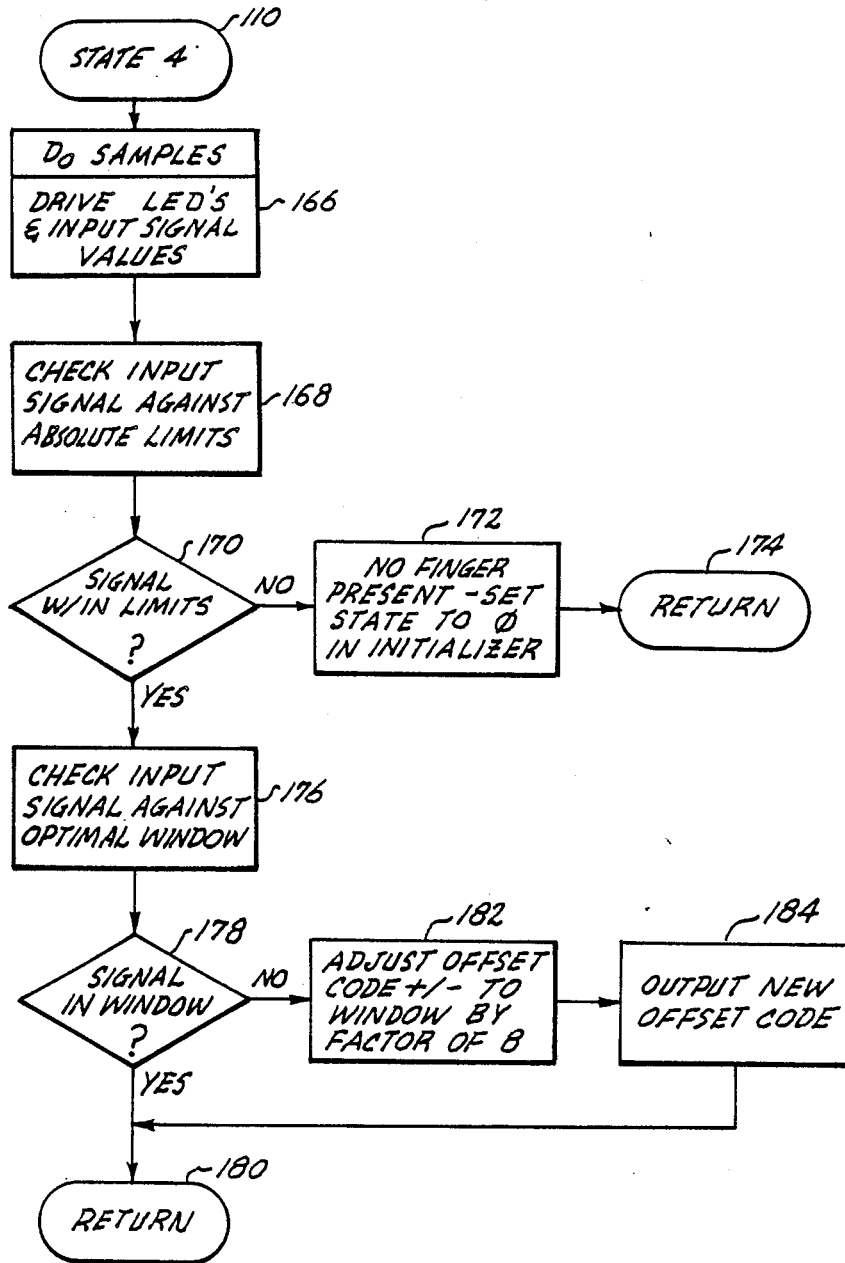 110
STATE 4
DO SAMPLES
DRIVE LED'S
& INPUT SIGNAL
VALUES
166
CHECK INPUT
SIGNAL AGAINST
ABSOLUTE LIMITS
168
170
SIGNAL
W/IN LIMITS
?
NO
YES
172
NO FINGER
PRESENT - SET
STATE TO Ø
IN INITIALIZER
174
RETURN
CHECK INPUT
SIGNAL AGAINST
OPTIMAL WINDOW
176
178
SIGNAL
IN WINDOW
?
NO
YES
182
ADJUST OFFSET
CODE +/- TO
WINDOW BY
FACTOR OF 8
184
OUTPUT NEW
OFFSET CODE
180
RETURN